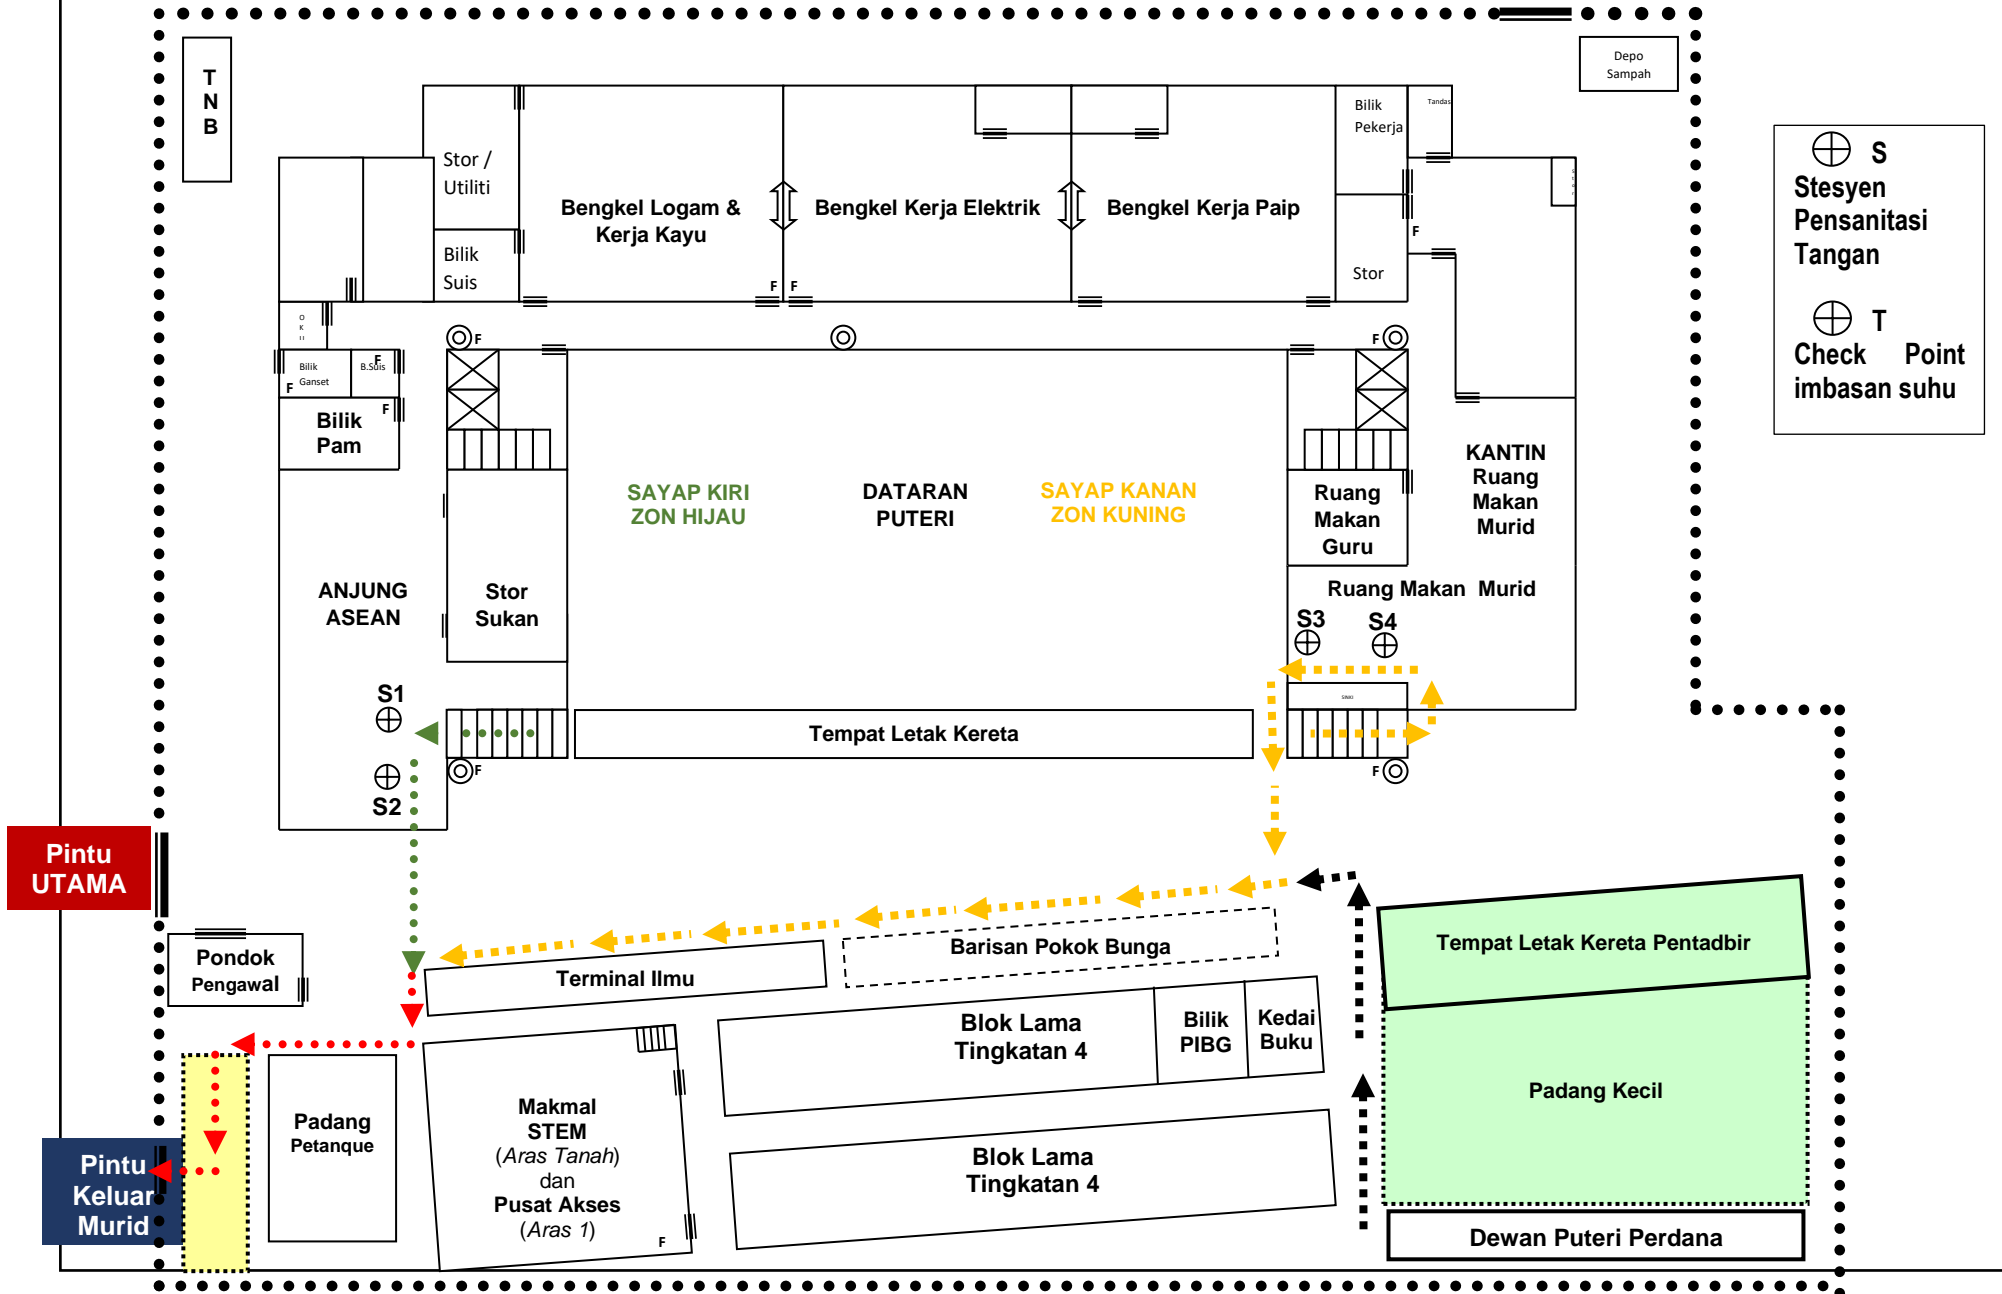 T
N
B
Depo
Sampah
Stor /
Utiliti
Bilik
Suis
Bengkel Logam &
Kerja Kayu
Bengkel Kerja Elektrik
Bengkel Kerja Paip
Bilik
Pekerja
Tandas
Stor
F
F
F
S
Stesyen
Pensanitasi
Tangan
T
Check Point
imbasan suhu
O
K
U
Bilik
Ganset
F
B.Suis
F
Bilik
Pam
F
F
F
SAYAP KIRI
ZON HIJAU
DATARAN
PUTERI
SAYAP KANAN
ZON KUNING
Ruang
Makan
Guru
KANTIN
Ruang
Makan
Murid
ANJUNG
ASEAN
Stor
Sukan
Ruang Makan Murid
S3
S4
S1
S2
SINKI
Tempat Letak Kereta
F
F
Pintu
UTAMA
Pondok
Pengawal
Terminal Ilmu
Barisan Pokok Bunga
Tempat Letak Kereta Pentadbir
Blok Lama
Tingkatan 4
Bilik
PIBG
Kedai
Buku
Padang Kecil
Padang
Petanque
Makmal
STEM
(Aras Tanah)
dan
Pusat Akses
(Aras 1)
F
Blok Lama
Tingkatan 4
Pintu
Keluar
Murid
Dewan Puteri Perdana